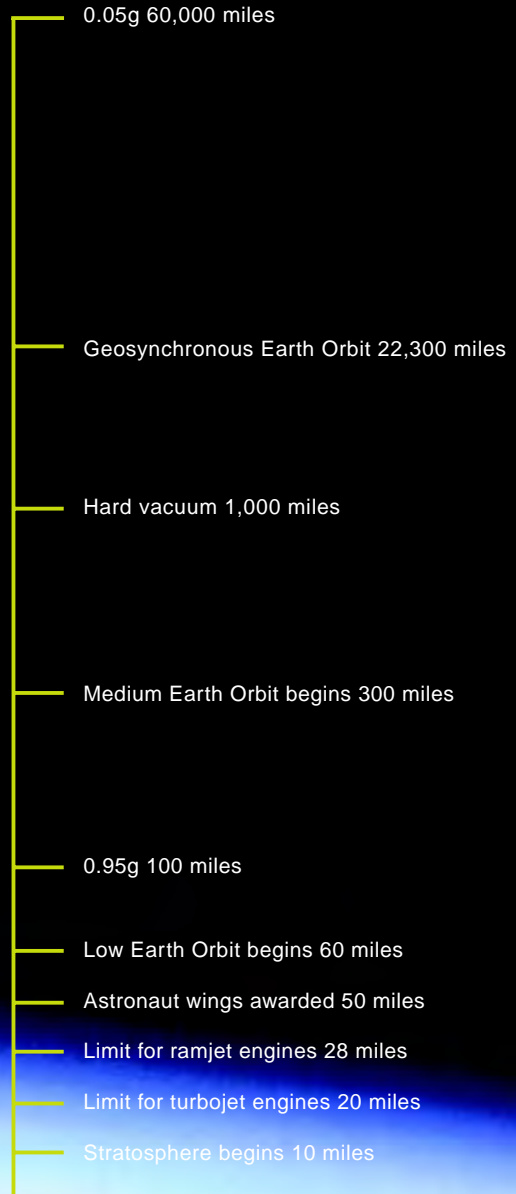 0.05g 60,000 miles
Geosynchronous Earth Orbit 22,300 miles
Hard vacuum 1,000 miles
Medium Earth Orbit begins 300 miles
0.95g 100 miles
Low Earth Orbit begins 60 miles
Astronaut wings awarded 50 miles
Limit for ramjet engines 28 miles
Limit for turbojet engines 20 miles
Stratosphere begins 10 miles